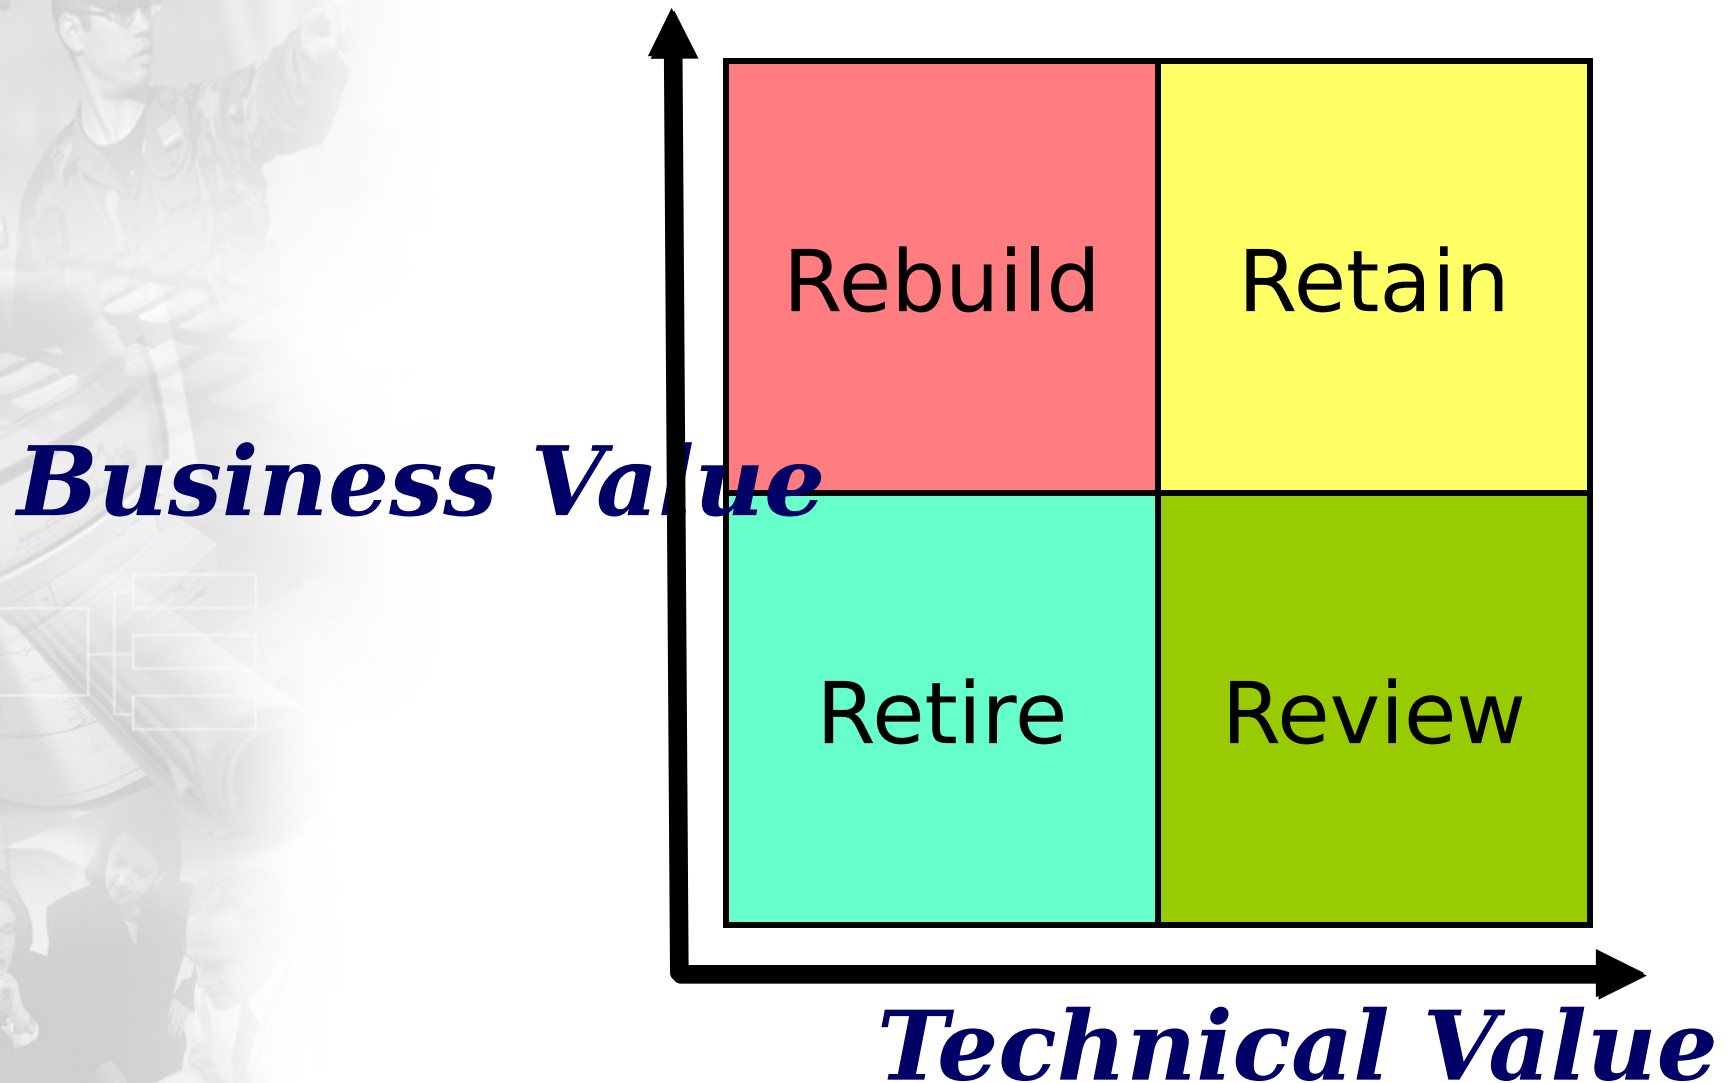 Rebuild
Retain
Business Value
Retire
Review
Technical Value